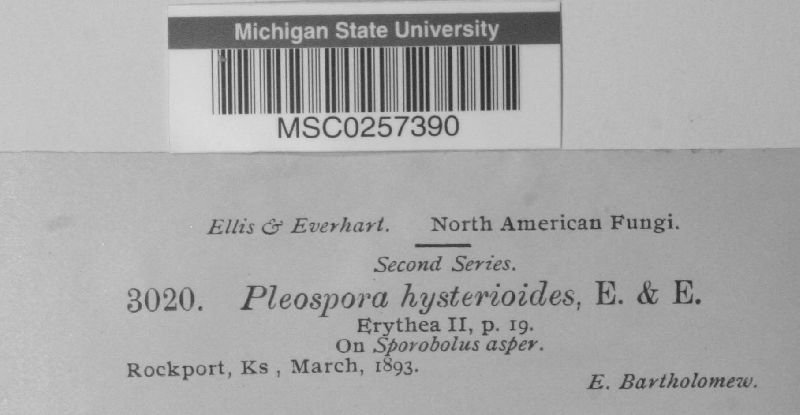 Michigan State University
MSC0257390
Ellis & Everhart. North American Fungi.
Second Series.
3020. Pleospora hysterioides, E. & E.
Erythea II, p. 19.
On Sporobolus asper.
Rockport, Ks , March, 1893.
E. Bartholomew.